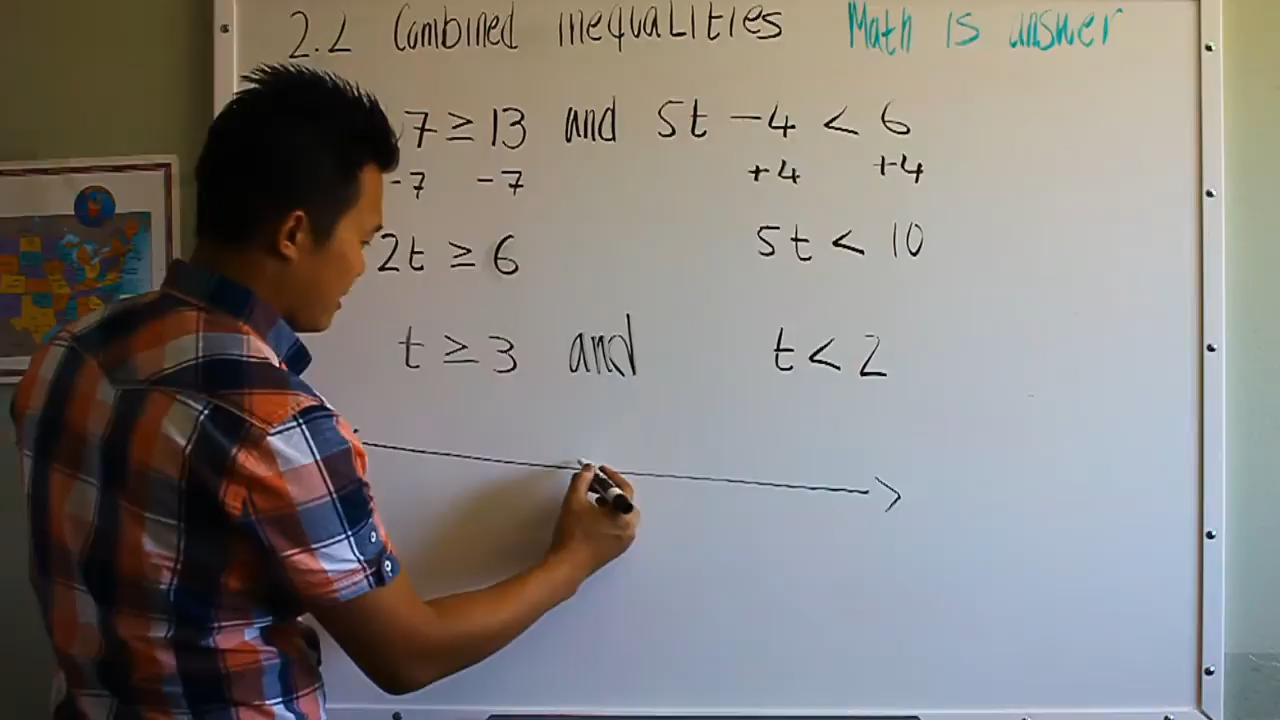 2.2 Combined inequalities Math is answer
7 ≥ 13 and 5t - 4 < 6
-7 -7 +4 +4
2t ≥ 6 5t < 10
t ≥ 3 and t < 2